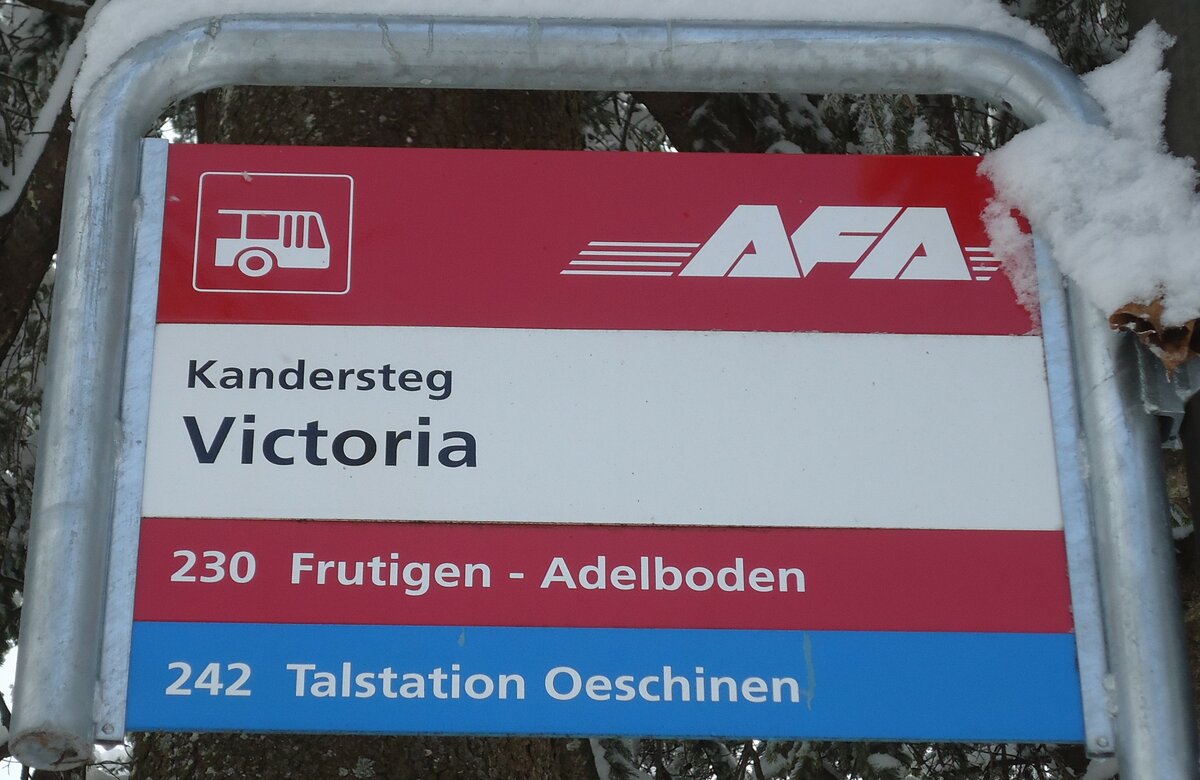 AFA
Kandersteg
Victoria
230 Frutigen - Adelboden
242 Talstation Oeschinen